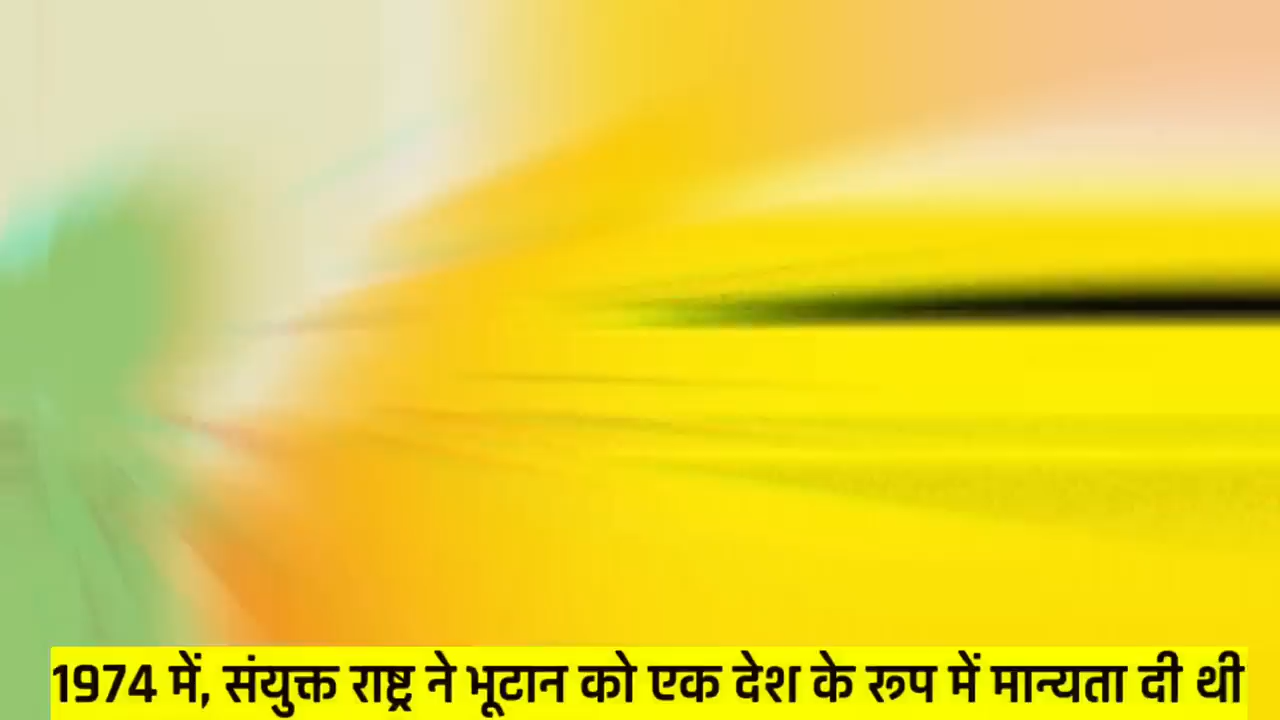 1974 में, संयुक्त राष्ट्र ने भूटान को एक देश के रूप में मान्यता दी थी